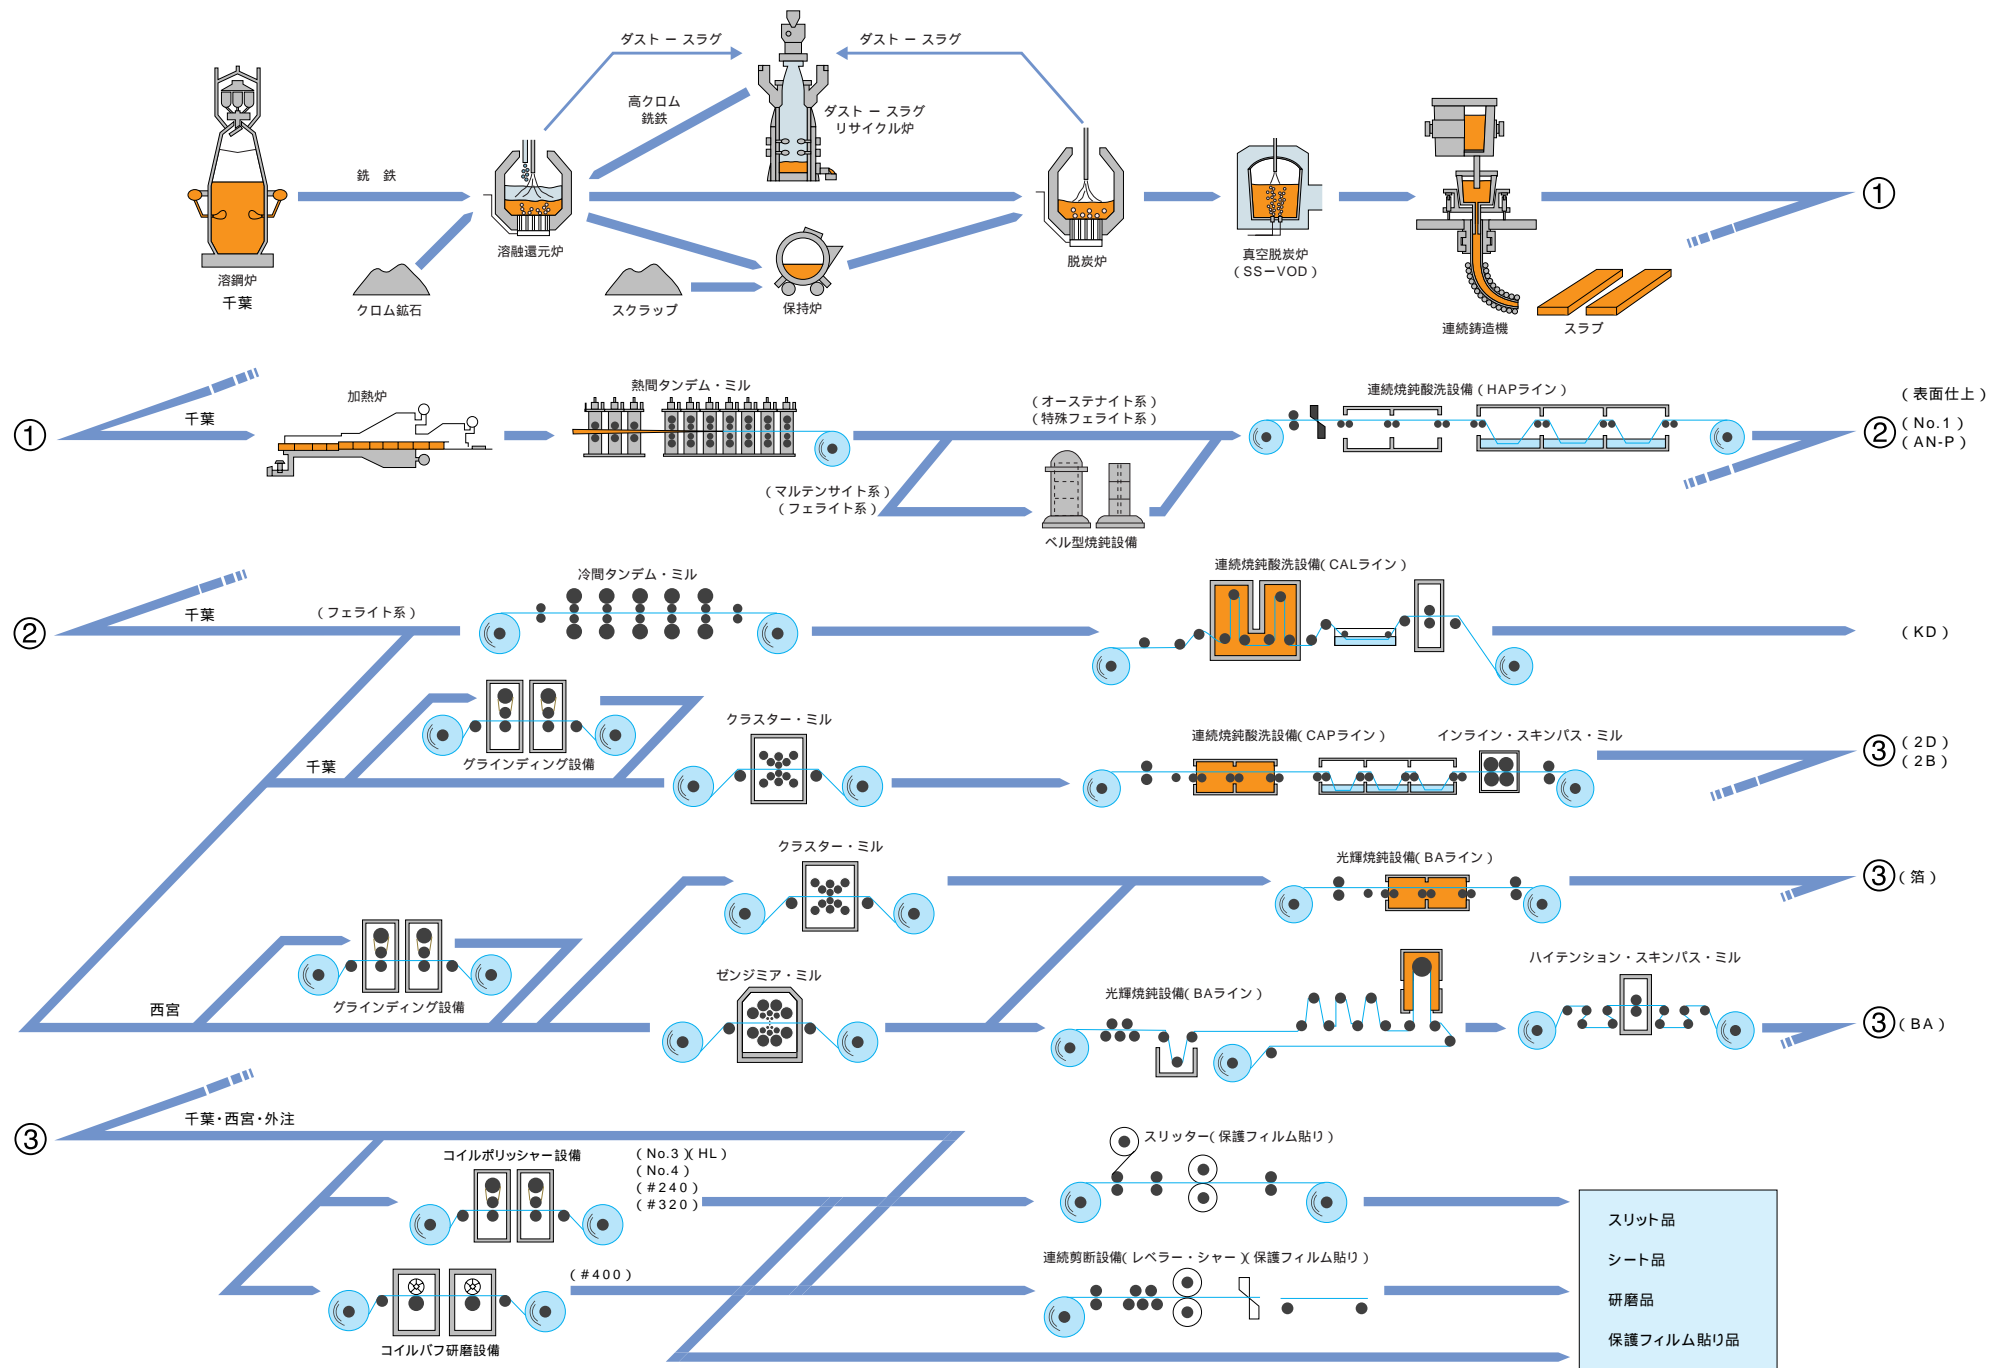 ダスト ー スラグ
ダスト ー スラグ
高クロム
銑鉄
ダスト ー スラグ
リサイクル炉
銑 鉄
溶鋼炉
千葉
クロム鉱石
溶融還元炉
スクラップ
保持炉
脱炭炉
真空脱炭炉
(SSーVOD)
連続鋳造機
スラブ
①
①
千葉
加熱炉
熱間タンデム・ミル
(オーステナイト系)
(特殊フェライト系)
(マルテンサイト系)
(フェライト系)
ベル型焼鈍設備
連続焼鈍酸洗設備(HAPライン)
(表面仕上)
②
(No.1)
(AN-P)
②
千葉
(フェライト系)
冷間タンデム・ミル
連続焼鈍酸洗設備(CALライン)
(KD)
千葉
グラインディング設備
クラスター・ミル
連続焼鈍酸洗設備(CAPライン)
インライン・スキンパス・ミル
③
(2D)
(2B)
クラスター・ミル
光輝焼鈍設備(BAライン)
③(箔)
西宮
グラインディング設備
ゼンジミア・ミル
光輝焼鈍設備(BAライン)
ハイテンション・スキンパス・ミル
③(BA)
③
千葉・西宮・外注
コイルポリッシャー設備
(No.3)(HL)
(No.4)
(#240)
(#320)
スリッター(保護フィルム貼り)
コイルバフ研磨設備
(#400)
連続剪断設備(レベラー・シャー)(保護フィルム貼り)
スリット品
シート品
研磨品
保護フィルム貼り品